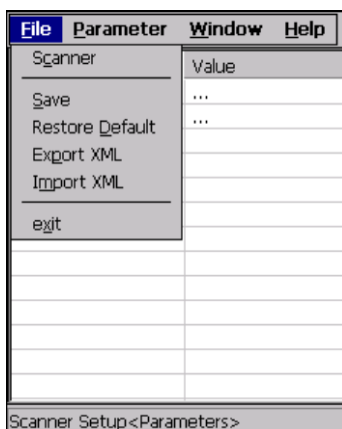 File Parameter Window Help
Scanner
Value
Save
...
Restore Default
...
Export XML
Import XML
exit
Scanner Setup<Parameters>